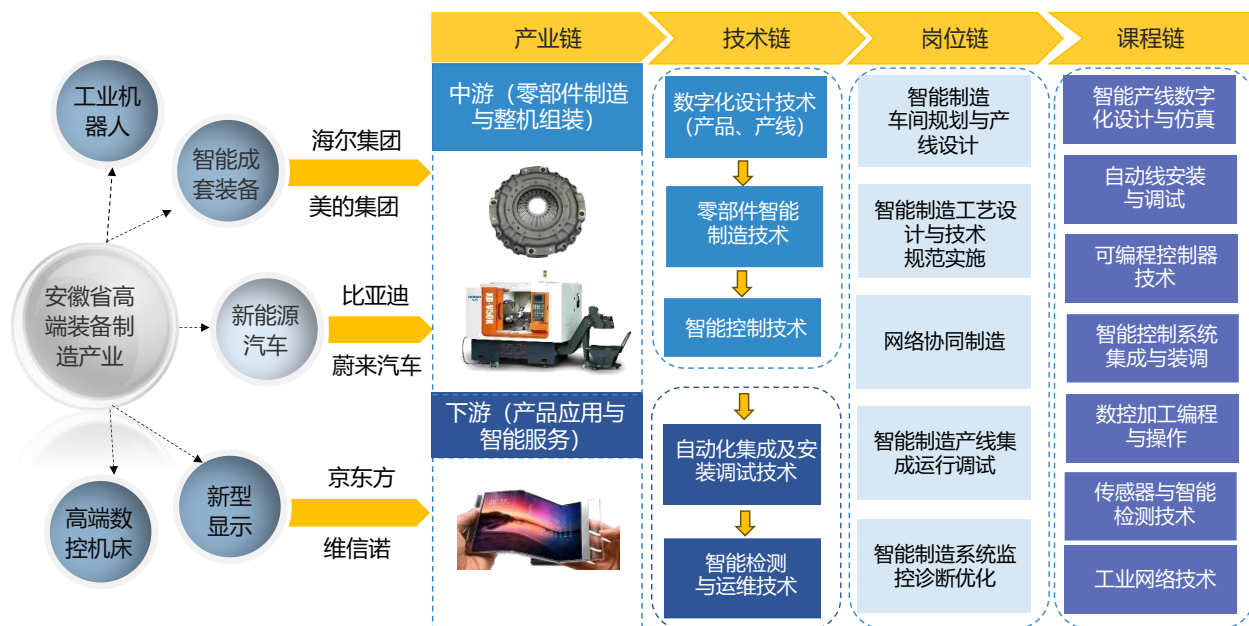 产业链
技术链
岗位链
课程链
工业机
器人
智能成
套装备
海尔集团
美的集团
安徽省高
端装备制
造产业
新能源
汽车
比亚迪
蔚来汽车
高端数
控机床
新型
显示
京东方
维信诺
中游（零部件制造
与整机组装）
下游（产品应用与
智能服务）
数字化设计技术
（产品、产线）
零部件智能
制造技术
智能控制技术
自动化集成及安
装调试技术
智能检测
与运维技术
智能制造
车间规划与产
线设计
智能制造工艺设
计与技术
规范实施
网络协同制造
智能制造产线集
成运行调试
智能制造系统监
控诊断优化
智能产线数字
化设计与仿真
自动线安装
与调试
可编程控制器
技术
智能控制系统
集成与装调
数控加工编程
与操作
传感器与智能
检测技术
工业网络技术